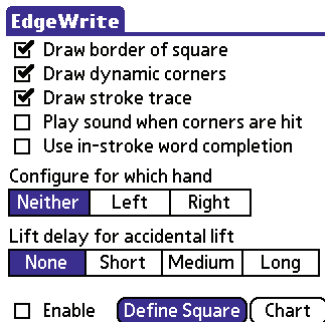 EdgeWrite
Draw border of square
Draw dynamic corners
Draw stroke trace
Play sound when corners are hit
Use in-stroke word completion
Configure for which hand
Neither Left Right
Lift delay for accidental lift
None Short Medium Long
Enable Define Square Chart